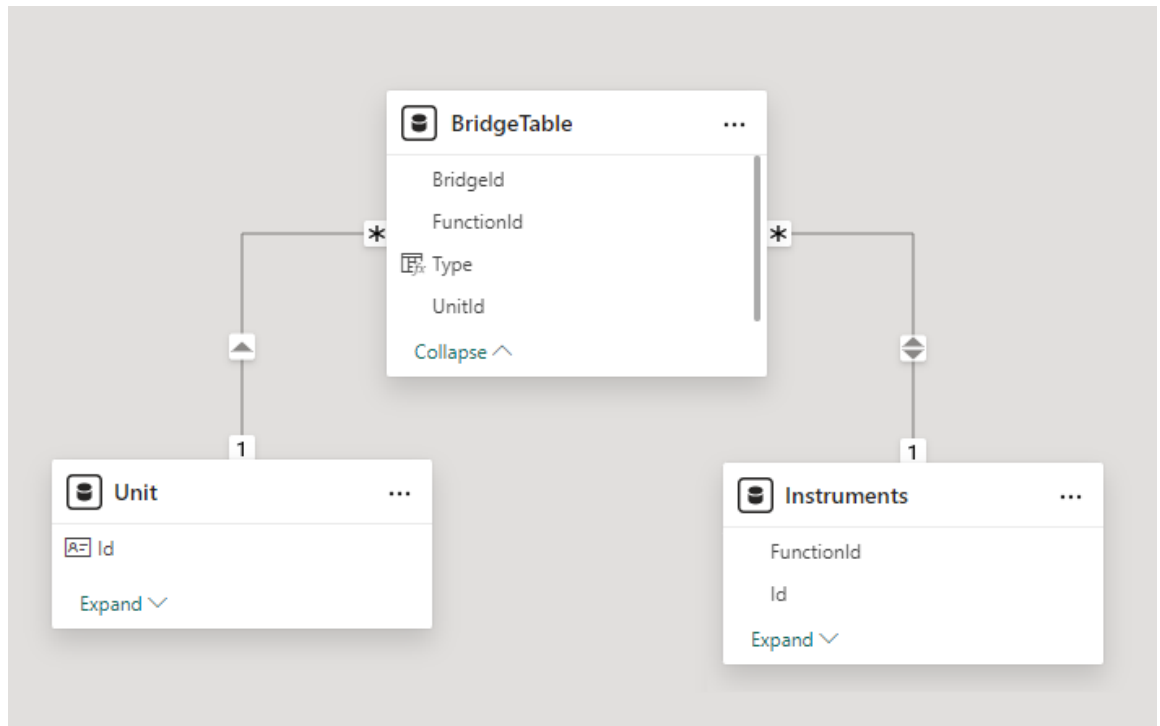 BridgeTable
BridgeId
FunctionId
Type
UnitId
Collapse
*
*
1
1
Unit
Id
Expand
Instruments
FunctionId
Id
Expand